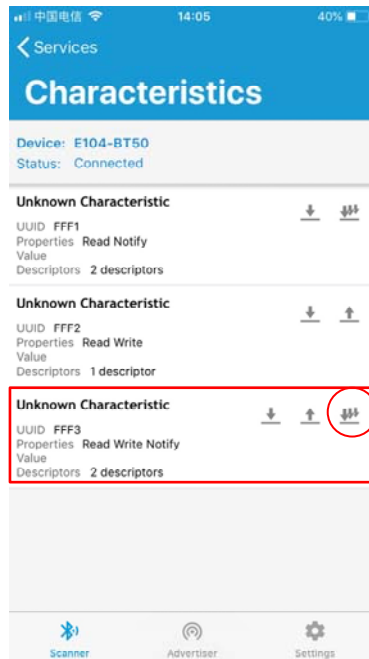 中国电信 14:05 40%
Services
Characteristics
Device: E104-BT50
Status: Connected
Unknown Characteristic
UUID FFF1
Properties Read Notify
Value
Descriptors 2 descriptors
Unknown Characteristic
UUID FFF2
Properties Read Write
Value
Descriptors 1 descriptor
Unknown Characteristic
UUID FFF3
Properties Read Write Notify
Value
Descriptors 2 descriptors
Scanner Advertiser Settings